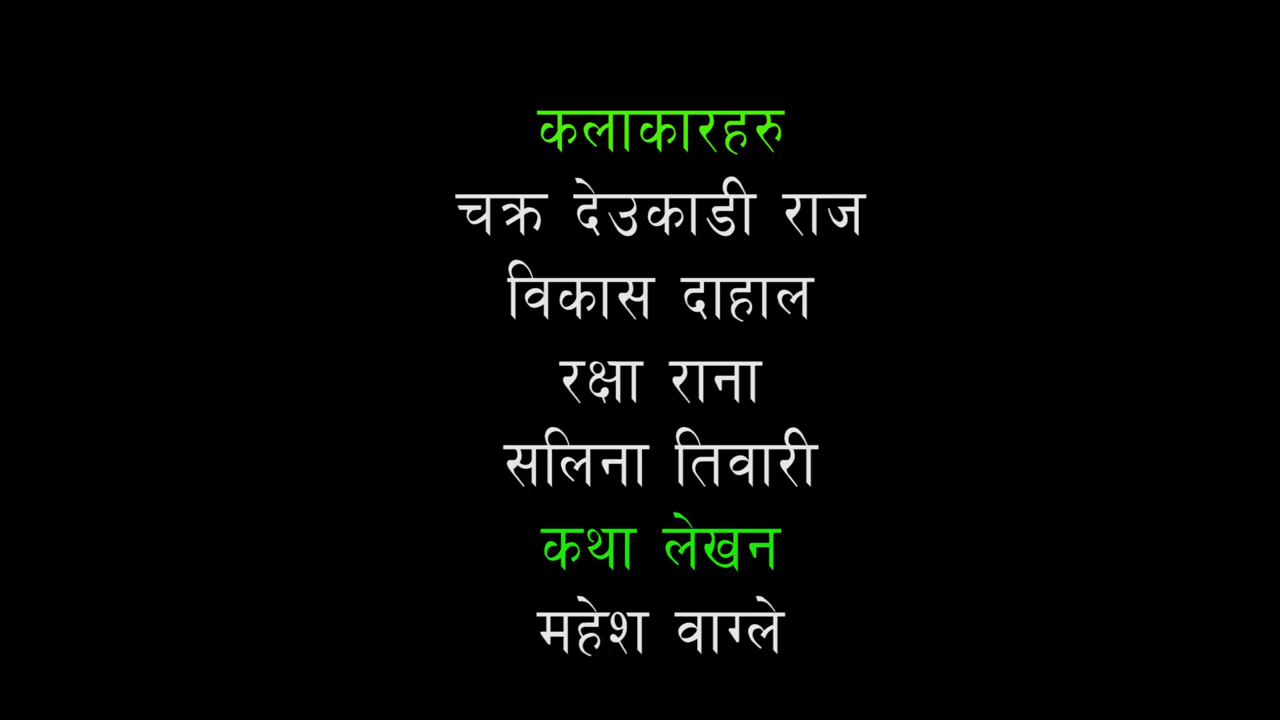 कलाकारहरु
चक्र देउकाडी राज
विकास दाहाल
रक्षा राना
सलिना तिवारी
कथा लेखन
महेश वाग्ले